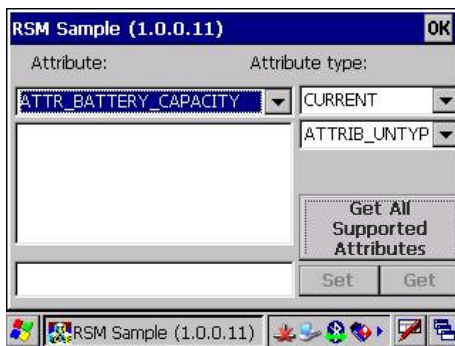 RSM Sample (1.0.0.11)
OK
Attribute:
Attribute type:
ATTR_BATTERY_CAPACITY
CURRENT
ATTRIB_UNTYP
Get All
Supported
Attributes
Set
Get
RSM Sample (1.0.0.11)